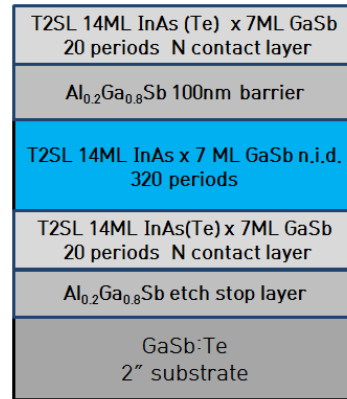 T2SL 14ML InAs (Te) x 7ML GaSb
20 periods N contact layer
Al₀.₂Ga₀.₈Sb 100nm barrier
T2SL 14ML InAs x 7 ML GaSb n.i.d.
320 periods
T2SL 14ML InAs(Te) x 7ML GaSb
20 periods N contact layer
Al₀.₂Ga₀.₈Sb etch stop layer
GaSb:Te
2″ substrate